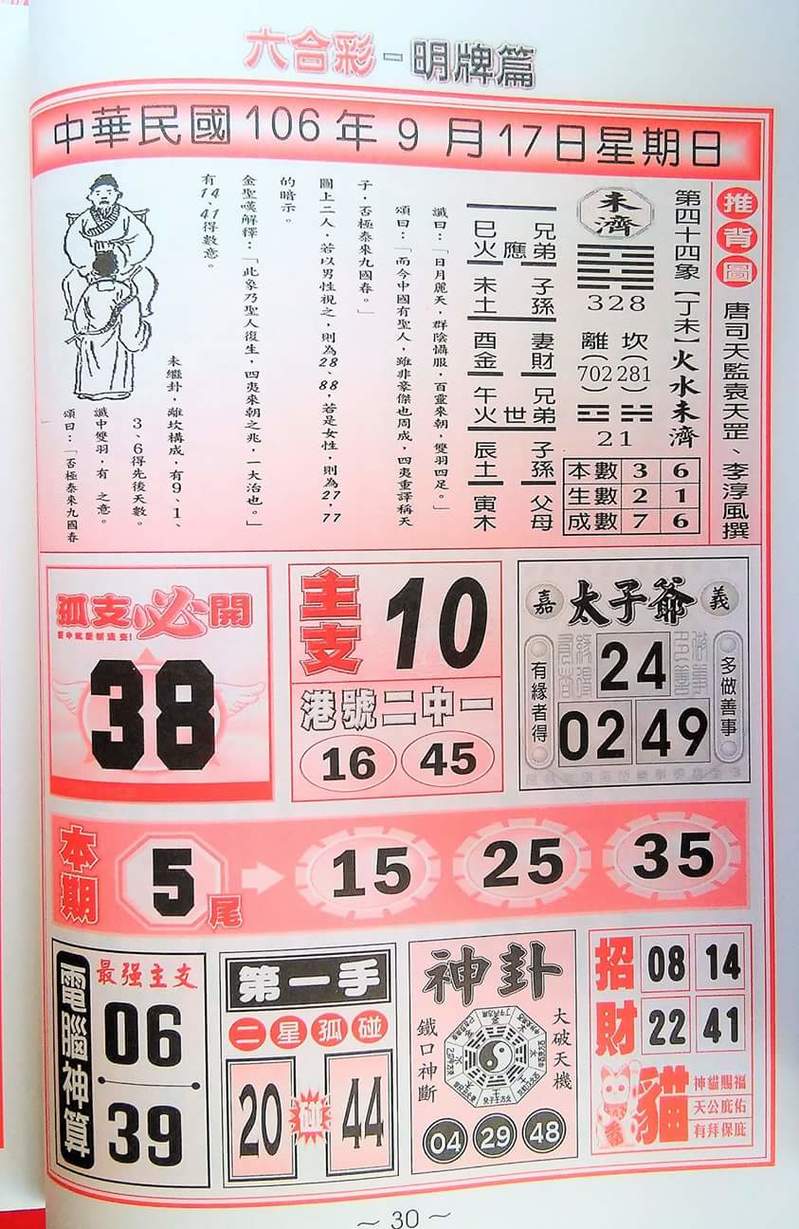 六合彩-明牌篇
中華民國106年9月17日星期日
推背圖
唐司天監袁天罡、李淳風撰
第四十四象【丁未】火水未濟
未濟
328
坎(281)
離(702)
21
本數 3 6
生數 2 1
成數 7 6
兄弟 應 巳火
子孫 未土
妻財 酉金
兄弟 世 午火
子孫 辰土
父母 寅木
讖曰:「日月麗天,群陰懾服,百靈來朝,雙羽四足。」
頌曰:「而今中國有聖人,雖非豪傑也周成,四夷重譯稱天
子,否極泰來九國春。」
圖上二人,若以男性視之,則為28、88,若是女性,則為27,77
的暗示。
金聖嘆解釋:「此象乃聖人復生,四夷來朝之兆,一大治也。」
有14 41得數意。
未繼卦,離坎構成,有9、1、
3、6得先後天數。
讖中雙羽,有 之意。
頌曰:「否極泰來九國春
」
孤支必開
38
主支
10
港號二中一
16 45
嘉 太子爺 義
有緣者得
多做善事
24
02 49
本期
5尾
15 25 35
電腦神算
最強主支
06
39
第一手
二星孤碰
20 碰 44
神卦
鐵口神斷
大破天機
04 29 48
招財貓
08 14
22 41
神貓賜福
天公庇佑
有拜保庇
~ 30 ~